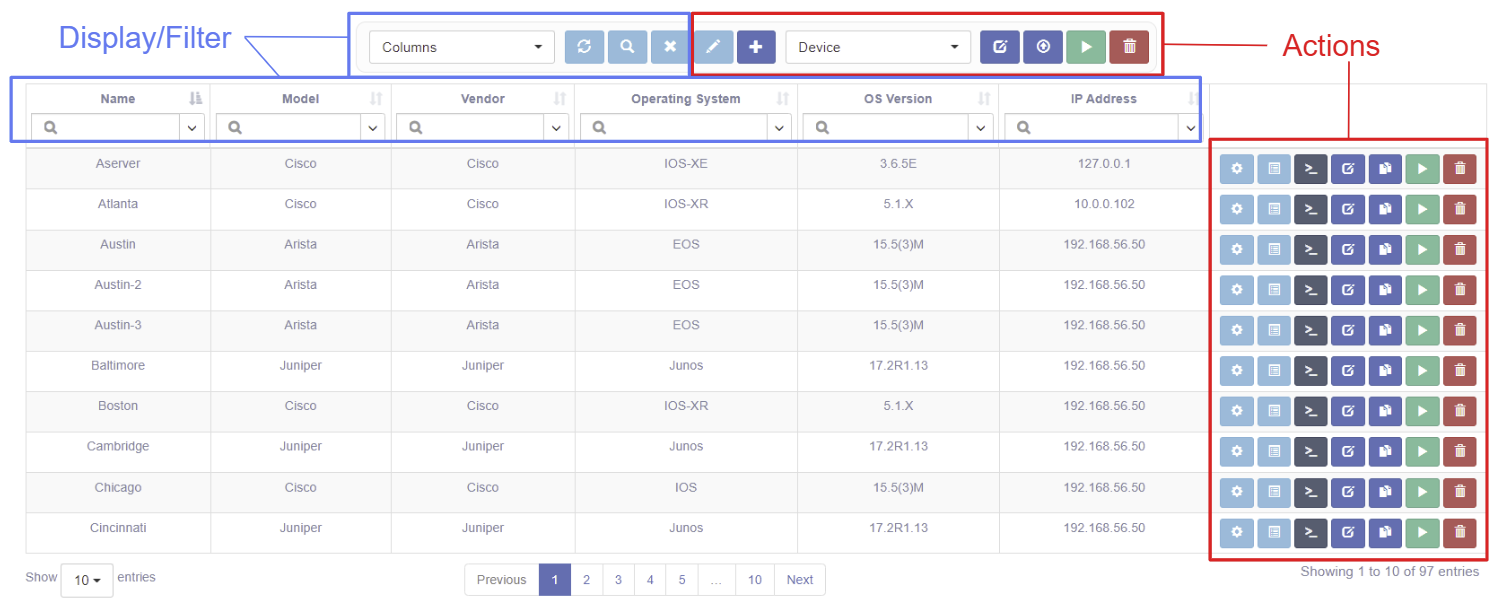 Display/Filter
Columns
Device
Actions
Name Model Vendor Operating System OS Version IP Address
Aserver Cisco Cisco IOS-XE 3.6.5E 127.0.0.1
Atlanta Cisco Cisco IOS-XR 5.1.X 10.0.0.102
Austin Arista Arista EOS 15.5(3)M 192.168.56.50
Austin-2 Arista Arista EOS 15.5(3)M 192.168.56.50
Austin-3 Arista Arista EOS 15.5(3)M 192.168.56.50
Baltimore Juniper Juniper Junos 17.2R1.13 192.168.56.50
Boston Cisco Cisco IOS-XR 5.1.X 192.168.56.50
Cambridge Juniper Juniper Junos 17.2R1.13 192.168.56.50
Chicago Cisco Cisco IOS 15.5(3)M 192.168.56.50
Cincinnati Juniper Juniper Junos 17.2R1.13 192.168.56.50
Show 10 entries
Previous 1 2 3 4 5 … 10 Next
Showing 1 to 10 of 97 entries